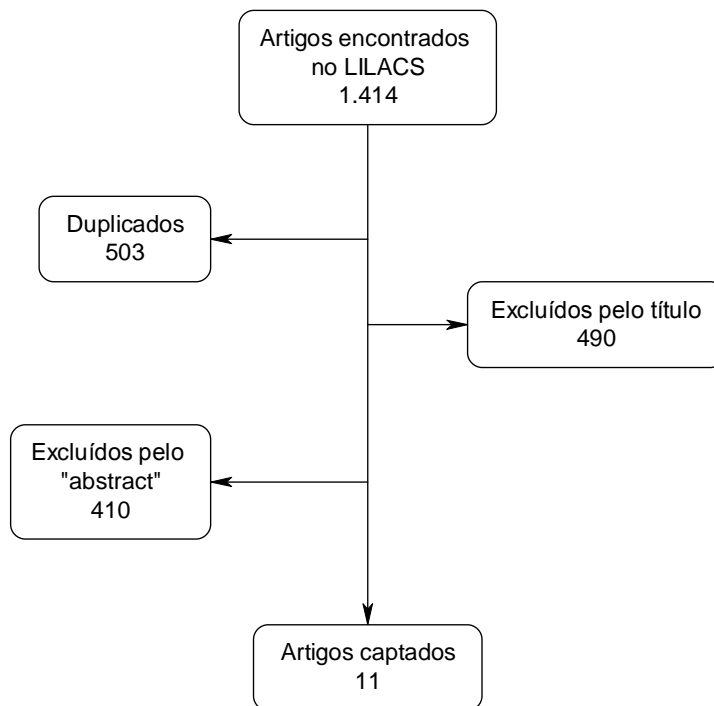 Artigos encontrados
no LILACS
1.414
Duplicados
503
Excluídos pelo título
490
Excluídos pelo
"abstract"
410
Artigos captados
11